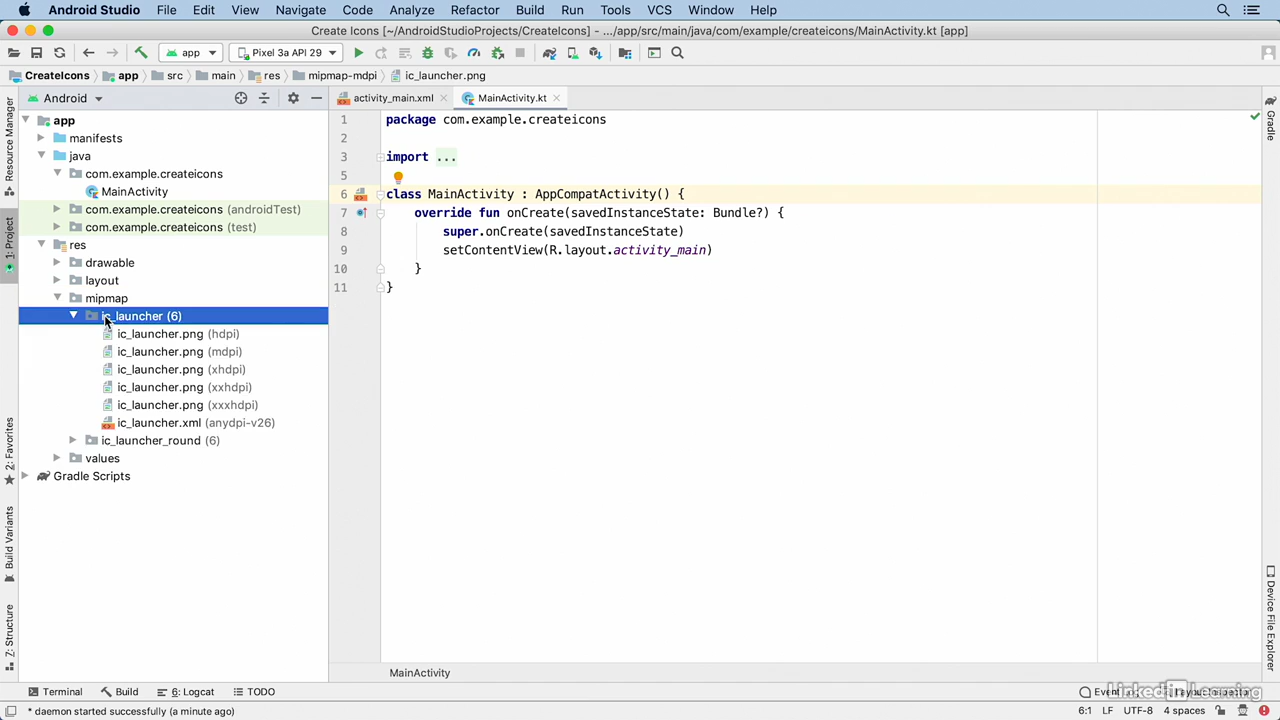 Android Studio File Edit View Navigate Code Analyze Refactor Build Run Tools VCS Window Help
Create Icons [~/AndroidStudioProjects/CreateIcons] - .../app/src/main/java/com/example/createicons/MainActivity.kt [app]
app Pixel 3a API 29
CreateIcons app src main res mipmap-mdpi ic_launcher.png
Android activity_main.xml MainActivity.kt
Resource Manager
1: Project
2: Favorites
Build Variants
7: Structure
app
manifests
java
com.example.createicons
MainActivity
com.example.createicons (androidTest)
com.example.createicons (test)
res
drawable
layout
mipmap
ic_launcher (6)
ic_launcher.png (hdpi)
ic_launcher.png (mdpi)
ic_launcher.png (xhdpi)
ic_launcher.png (xxhdpi)
ic_launcher.png (xxxhdpi)
ic_launcher.xml (anydpi-v26)
ic_launcher_round (6)
values
Gradle Scripts
1 package com.example.createicons
2
3 import ...
5
6 class MainActivity : AppCompatActivity() {
7 override fun onCreate(savedInstanceState: Bundle?) {
8 super.onCreate(savedInstanceState)
9 setContentView(R.layout.activity_main)
10 }
11 }
Gradle
Device File Explorer
MainActivity
Terminal Build 6: Logcat TODO
LinkedIn Learning
* daemon started successfully (a minute ago) 6:1 LF UTF-8 4 spaces